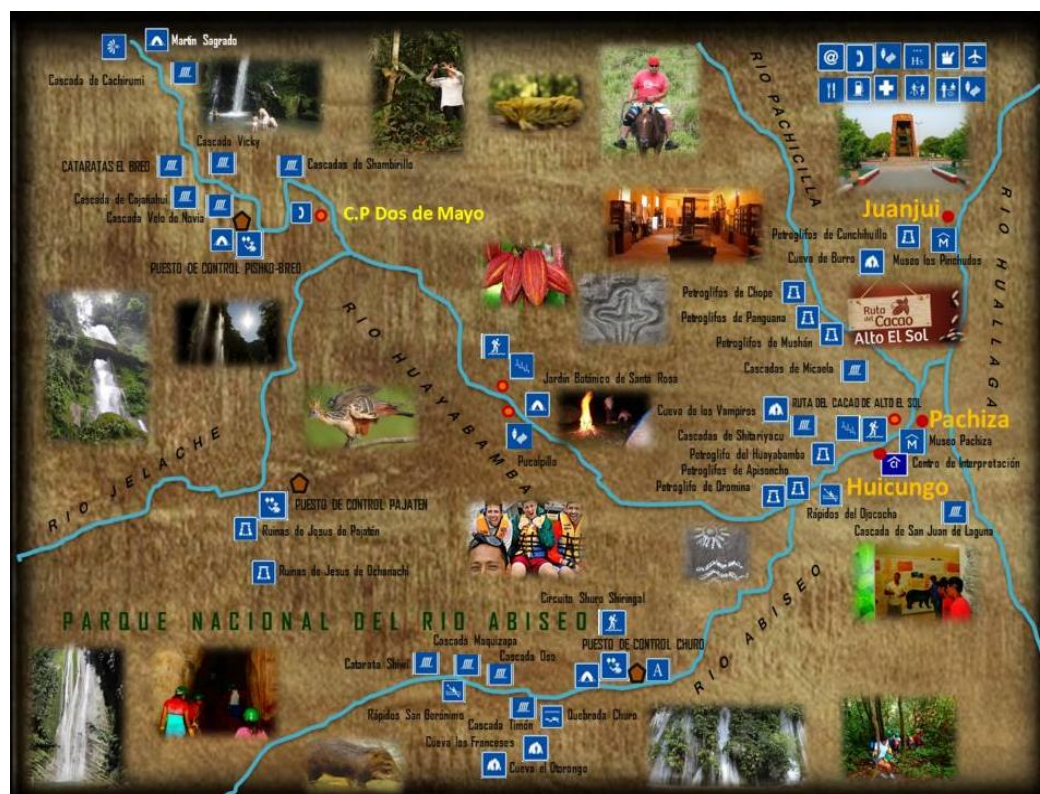 Martin Sagrado
Cascada de Cachirumi
Cascada Vicky
CATARATAS EL BREO
Cascadas de Shambirillo
Cascada de Cajañahui
Cascada Velo de Novia
C.P Dos de Mayo
PUESTO DE CONTROL PISHKO-BREO
RIO PACHICILLA
@
Hs
Juanjui
RIO HUALLAGA
Petroglifos de Cunchihuillo
M
Cueva de Burro
Museo los Pinchudos
Petroglifos de Chope
Petroglifos de Panguana
Petroglifos de Mushán
Ruta
del Cacao
Alto El Sol
Cascadas de Micaela
RIO HUAYABAMBA
Jardín Botánico de Santa Rosa
Pucalpillo
Cueva de los Vampiros
RUTA DEL CACAO DE ALTO EL SOL
Pachiza
Cascadas de Shitariyacu
M
Museo Pachiza
Petroglifo del Huayabamba
Centro de Interpretación
Petroglifos de Apisoncho
Huicungo
Petroglifo de Dromina
Rápidos del Ojococha
Cascada de San Juan de Laguna
RIO JELACHE
PUESTO DE CONTROL PAJATEN
Ruinas de Jesus de Pajatén
Ruinas de Jesus de Ochanachi
PARQUE NACIONAL DEL RIO ABISEO
RIO ABISEO
Circuito Shuro Shiringal
PUESTO DE CONTROL CHURO
A
Cascada Maquizapa
Catarata Shiwi
Cascada Oso
Rápidos San Gerónimo
Cascada Timón
Quebrada Churo
Cueva los Franceses
Cueva el Otorongo